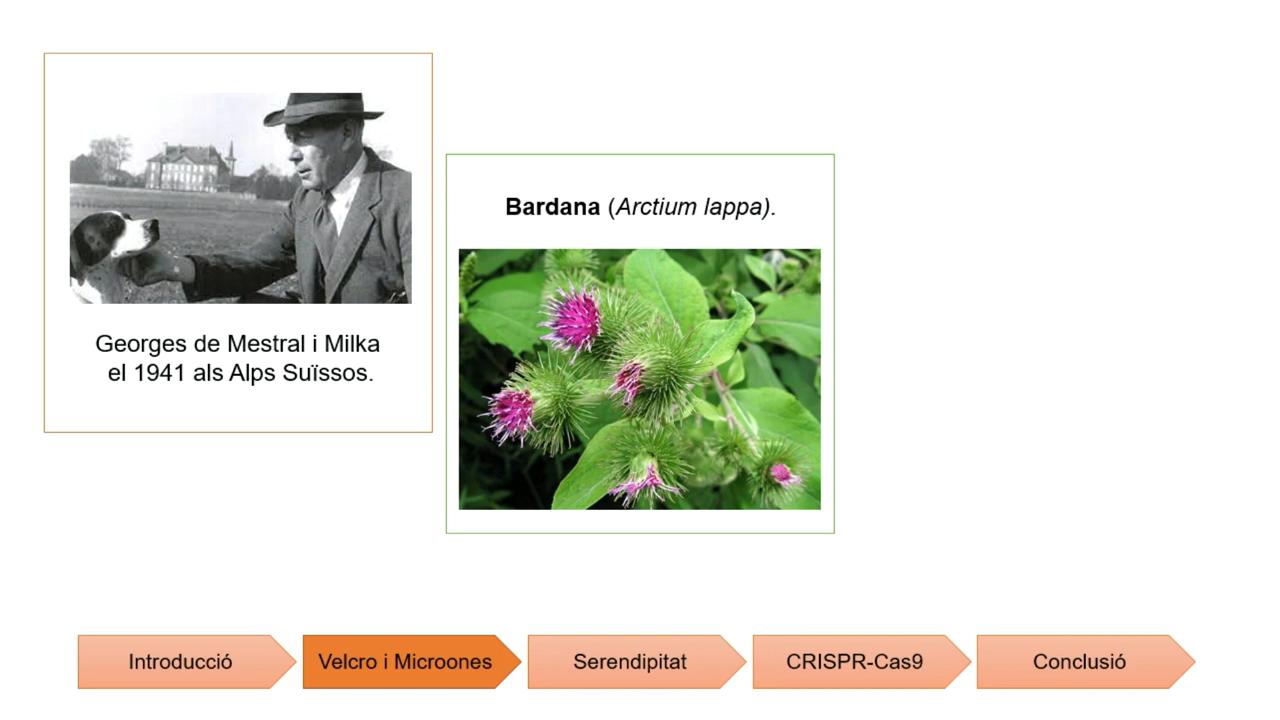 Georges de Mestral i Milka
el 1941 als Alps Suïssos.
Bardana (Arctium lappa).
Introducció
Velcro i Microones
Serendipitat
CRISPR-Cas9
Conclusió